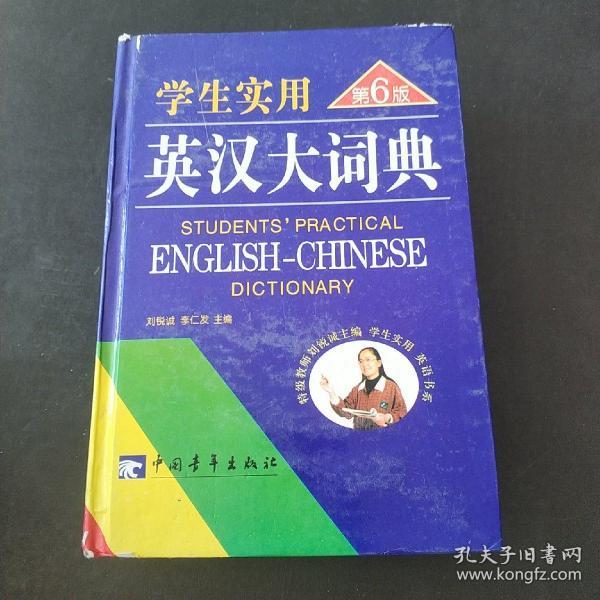 学生实用
第6版
英汉大词典
STUDENTS' PRACTICAL
ENGLISH-CHINESE
DICTIONARY
刘锐诚 李仁发 主编
特级教师刘锐诚主编 学生实用 英语书系
中国青年出版社
孔夫子旧书网
www.kongfz.com